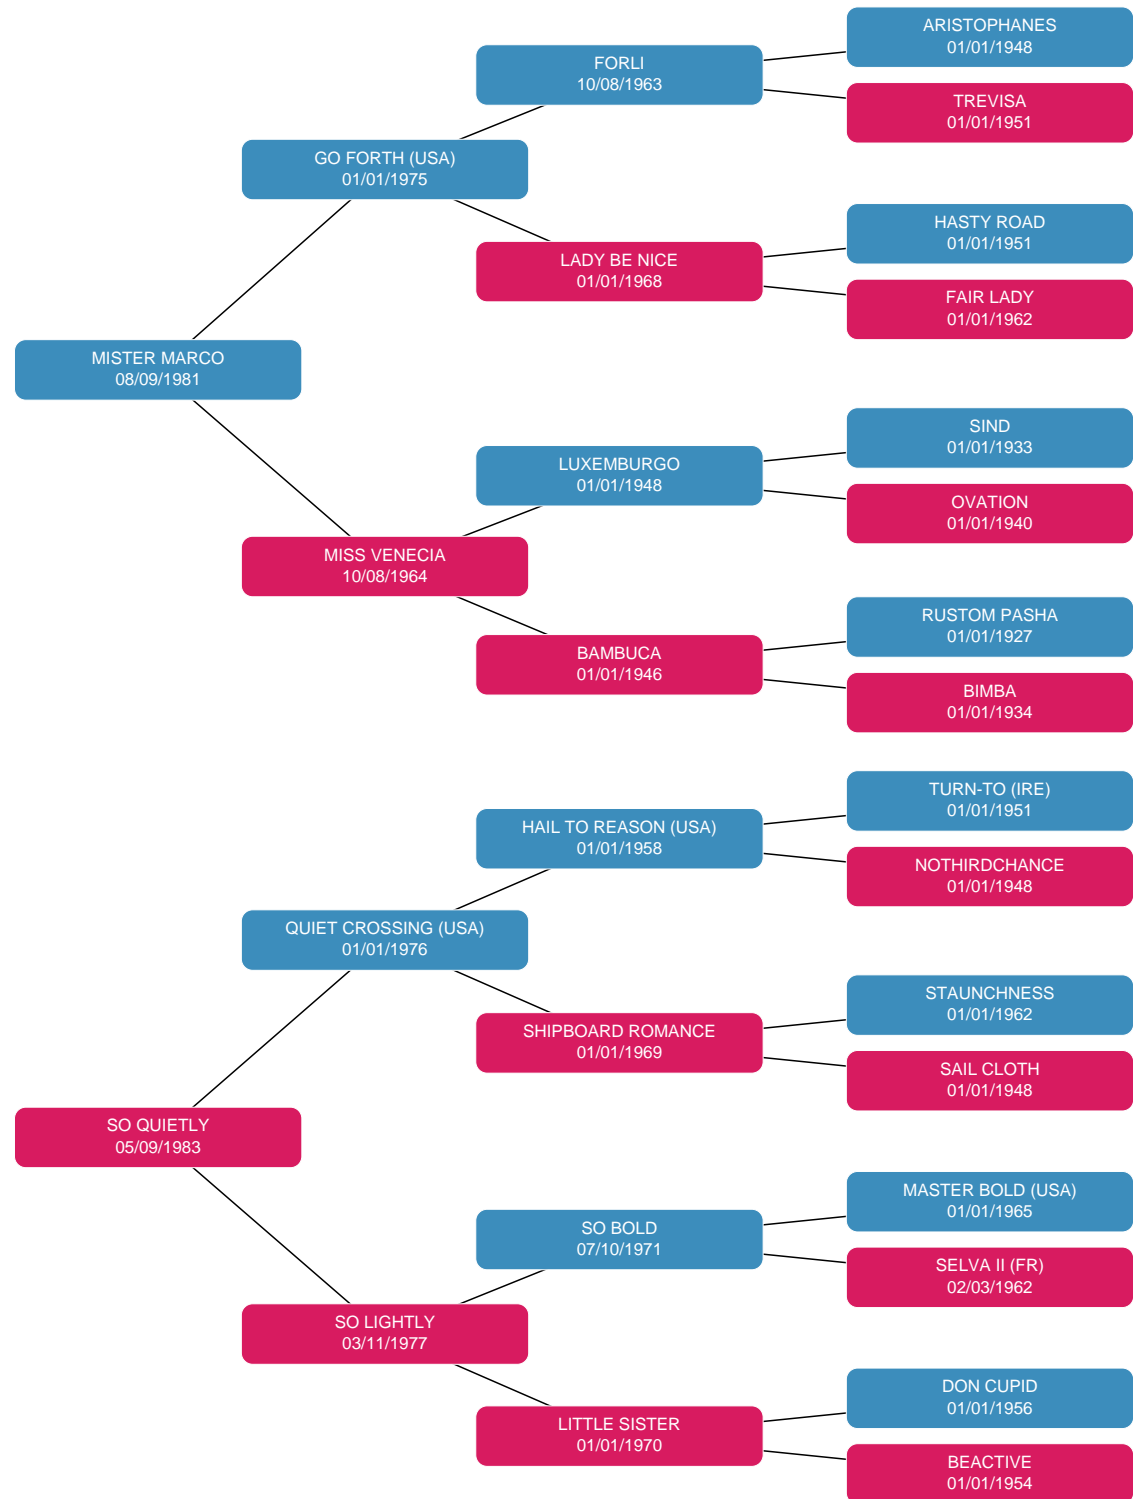 ARISTOPHANES
01/01/1948
FORLI
10/08/1963
TREVISA
01/01/1951
GO FORTH (USA)
01/01/1975
HASTY ROAD
01/01/1951
LADY BE NICE
01/01/1968
FAIR LADY
01/01/1962
MISTER MARCO
08/09/1981
SIND
01/01/1933
LUXEMBURGO
01/01/1948
OVATION
01/01/1940
MISS VENECIA
10/08/1964
RUSTOM PASHA
01/01/1927
BAMBUCA
01/01/1946
BIMBA
01/01/1934
TURN-TO (IRE)
01/01/1951
HAIL TO REASON (USA)
01/01/1958
NOTHIRDCHANCE
01/01/1948
QUIET CROSSING (USA)
01/01/1976
STAUNCHNESS
01/01/1962
SHIPBOARD ROMANCE
01/01/1969
SAIL CLOTH
01/01/1948
SO QUIETLY
05/09/1983
MASTER BOLD (USA)
01/01/1965
SO BOLD
07/10/1971
SELVA II (FR)
02/03/1962
SO LIGHTLY
03/11/1977
DON CUPID
01/01/1956
LITTLE SISTER
01/01/1970
BEACTIVE
01/01/1954